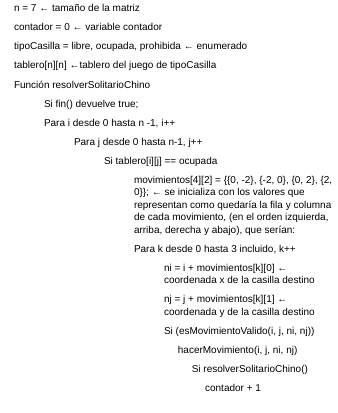 n = 7 ← tamaño de la matriz
contador = 0 ← variable contador
tipoCasilla = libre, ocupada, prohibida ← enumerado
tablero[n][n] ←tablero del juego de tipoCasilla
Función resolverSolitarioChino
Si fin() devuelve true;
Para i desde 0 hasta n -1, i++
Para j desde 0 hasta n-1, j++
Si tablero[i][j] == ocupada
movimientos[4][2] = {{0, -2}, {-2, 0}, {0, 2}, {2,
0}}; ← se inicializa con los valores que
representan como quedaría la fila y columna
de cada movimiento, (en el orden izquierda,
arriba, derecha y abajo), que serían:
Para k desde 0 hasta 3 incluido, k++
ni = i + movimientos[k][0] ←
coordenada x de la casilla destino
nj = j + movimientos[k][1] ←
coordenada y de la casilla destino
Si (esMovimientoValido(i, j, ni, nj))
hacerMovimiento(i, j, ni, nj)
Si resolverSolitarioChino()
contador + 1